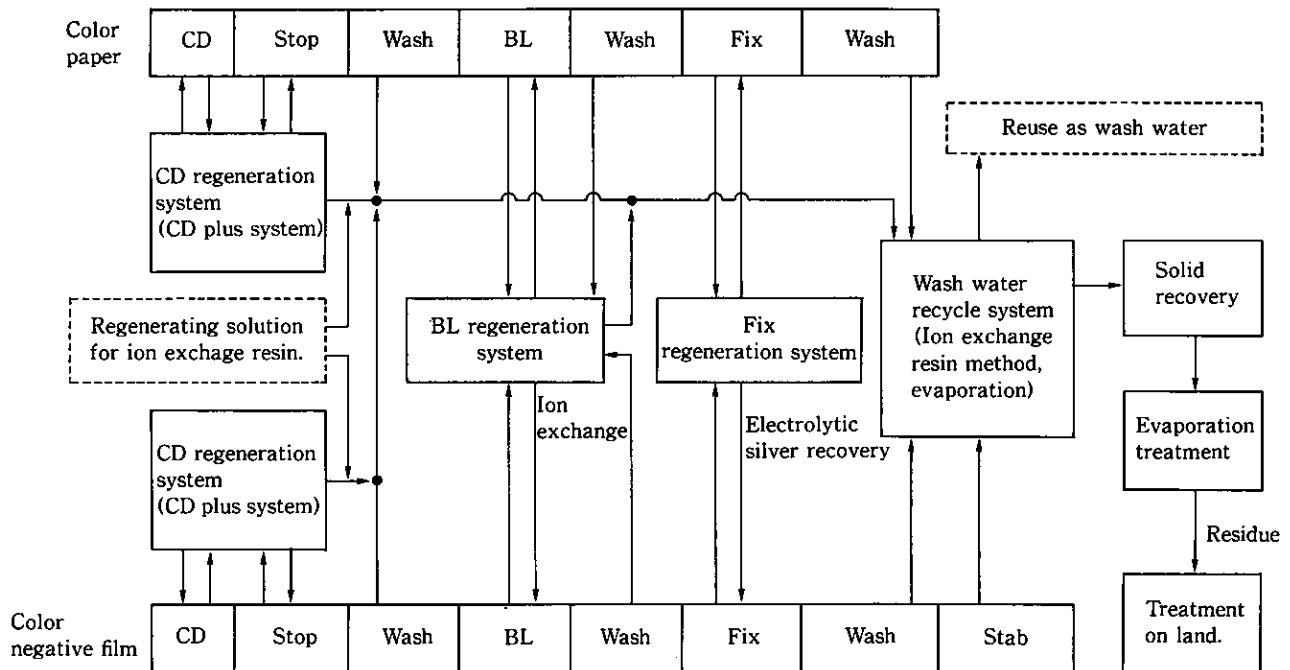 Color
paper
CD
Stop
Wash
BL
Wash
Fix
Wash
Reuse as wash water
CD regeneration
system
(CD plus system)
Regenerating solution
for ion exchage resin.
BL regeneration
system
Fix
regeneration system
Wash water
recycle system
(Ion exchange
resin method,
evaporation)
Solid
recovery
Ion
exchange
Electrolytic
silver recovery
Evaporation
treatment
CD regeneration
system
(CD plus system)
Residue
Treatment
on land.
Color
negative film
CD
Stop
Wash
BL
Wash
Fix
Wash
Stab